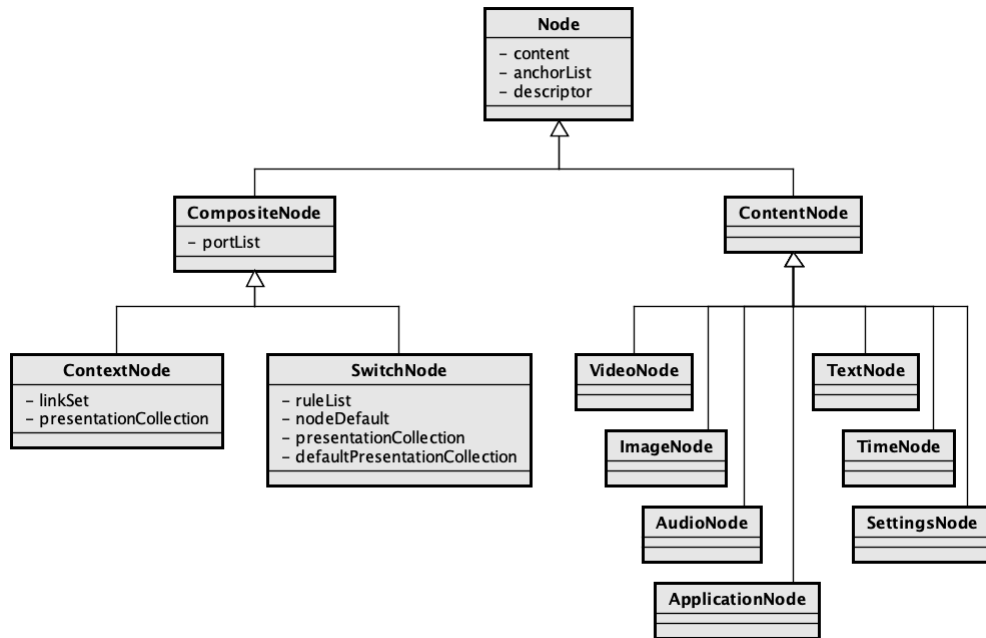 Node
- content
- anchorList
- descriptor
CompositeNode
- portList
ContentNode
ContextNode
- linkSet
- presentationCollection
SwitchNode
- ruleList
- nodeDefault
- presentationCollection
- defaultPresentationCollection
VideoNode
TextNode
ImageNode
TimeNode
AudioNode
SettingsNode
ApplicationNode